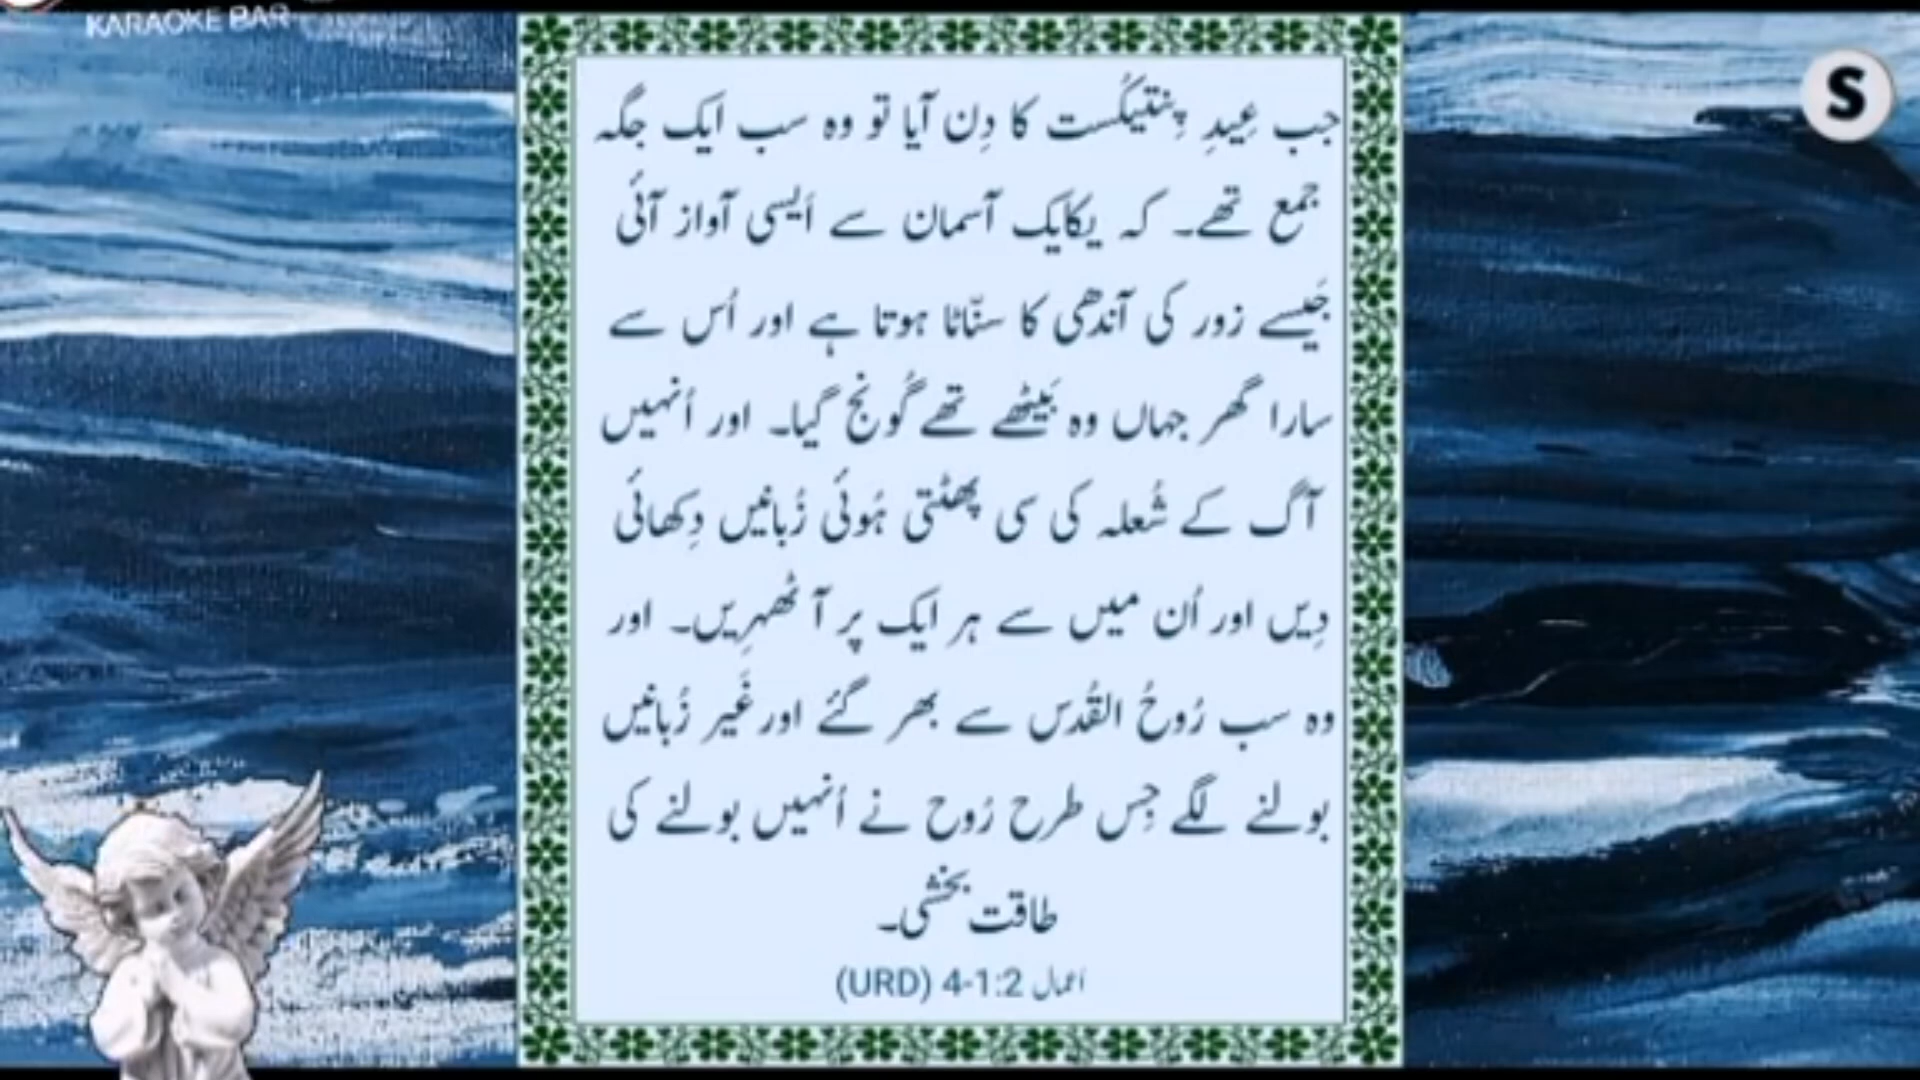 KARAOKE BAR
S
جب عِیدِ پِنتیکُست کا دِن آیا تو وہ سب ایک جگہ
جمع تھے۔ کہ یکایک آسمان سے اَیسی آواز آئی
جَیسے زور کی آندھی کا سنّاٹا ہوتا ہے اور اُس سے
سارا گھر جہاں وہ بَیٹھے تھے گُونج گیا۔ اور اُنہیں
آگ کے شُعلہ کی سی پھٹتی ہُوئی زُبانیں دِکھائی
دِیں اور اُن میں سے ہر ایک پر آ ٹھہرِیں۔ اور
وہ سب رُوحُ القُدس سے بھر گئے اور غَیر زُبانیں
بولنے لگے جِس طرح رُوح نے اُنہیں بولنے کی
طاقت بخشی۔
اعمال 2:1-4 (URD)